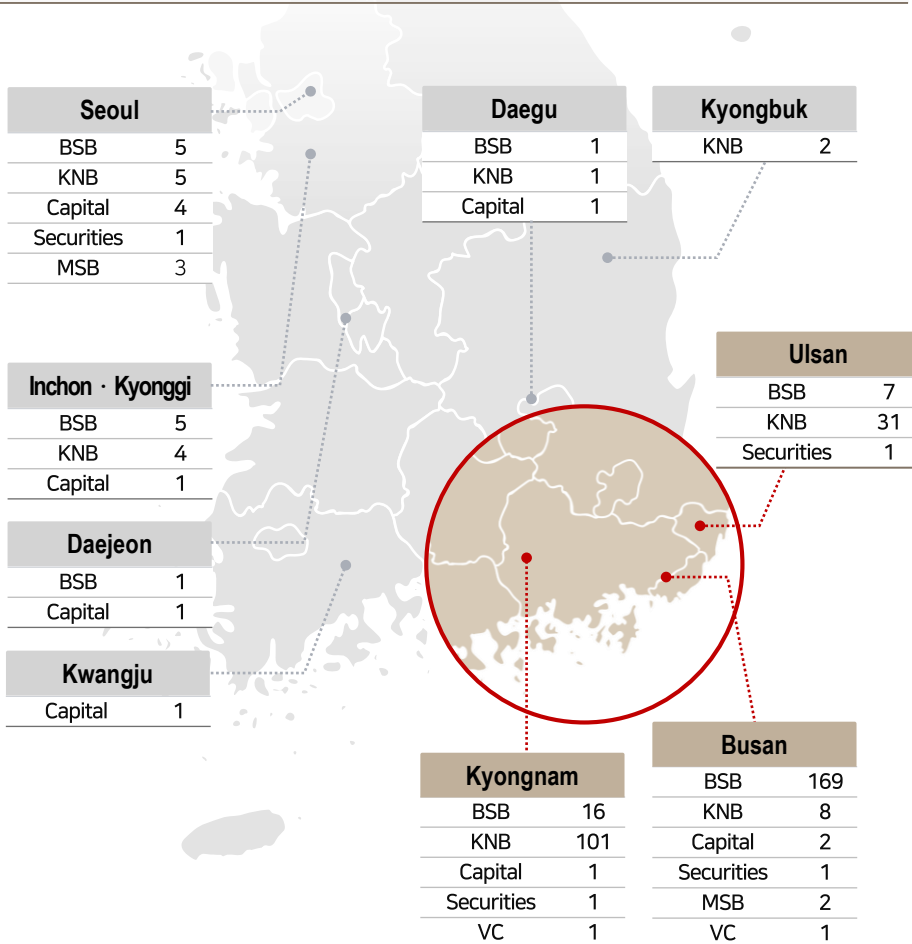 Seoul
BSB 5
KNB 5
Capital 4
Securities 1
MSB 3
Daegu
BSB 1
KNB 1
Capital 1
Kyongbuk
KNB 2
Inchon · Kyonggi
BSB 5
KNB 4
Capital 1
Ulsan
BSB 7
KNB 31
Securities 1
Daejeon
BSB 1
Capital 1
Kwangju
Capital 1
Kyongnam
BSB 16
KNB 101
Capital 1
Securities 1
VC 1
Busan
BSB 169
KNB 8
Capital 2
Securities 1
MSB 2
VC 1